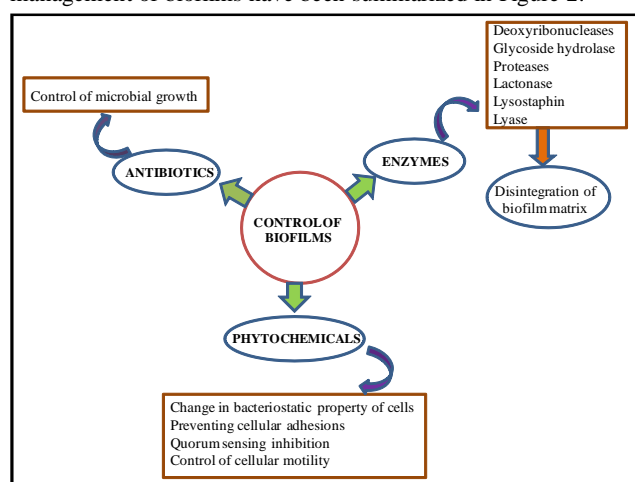 management of biofilms have been summarized in Figure 2.
Deoxyribonucleases
Glycoside hydrolase
Proteases
Lactonase
Lysostaphin
Lyase
Control of microbial growth
ENZYMES
ANTIBIOTICS
Disintegration of
biofilm matrix
CONTROL OF
BIOFILMS
PHYTOCHEMICALS
Change in bacteriostatic property of cells
Preventing cellular adhesions
Quorum sensing inhibition
Control of cellular motility